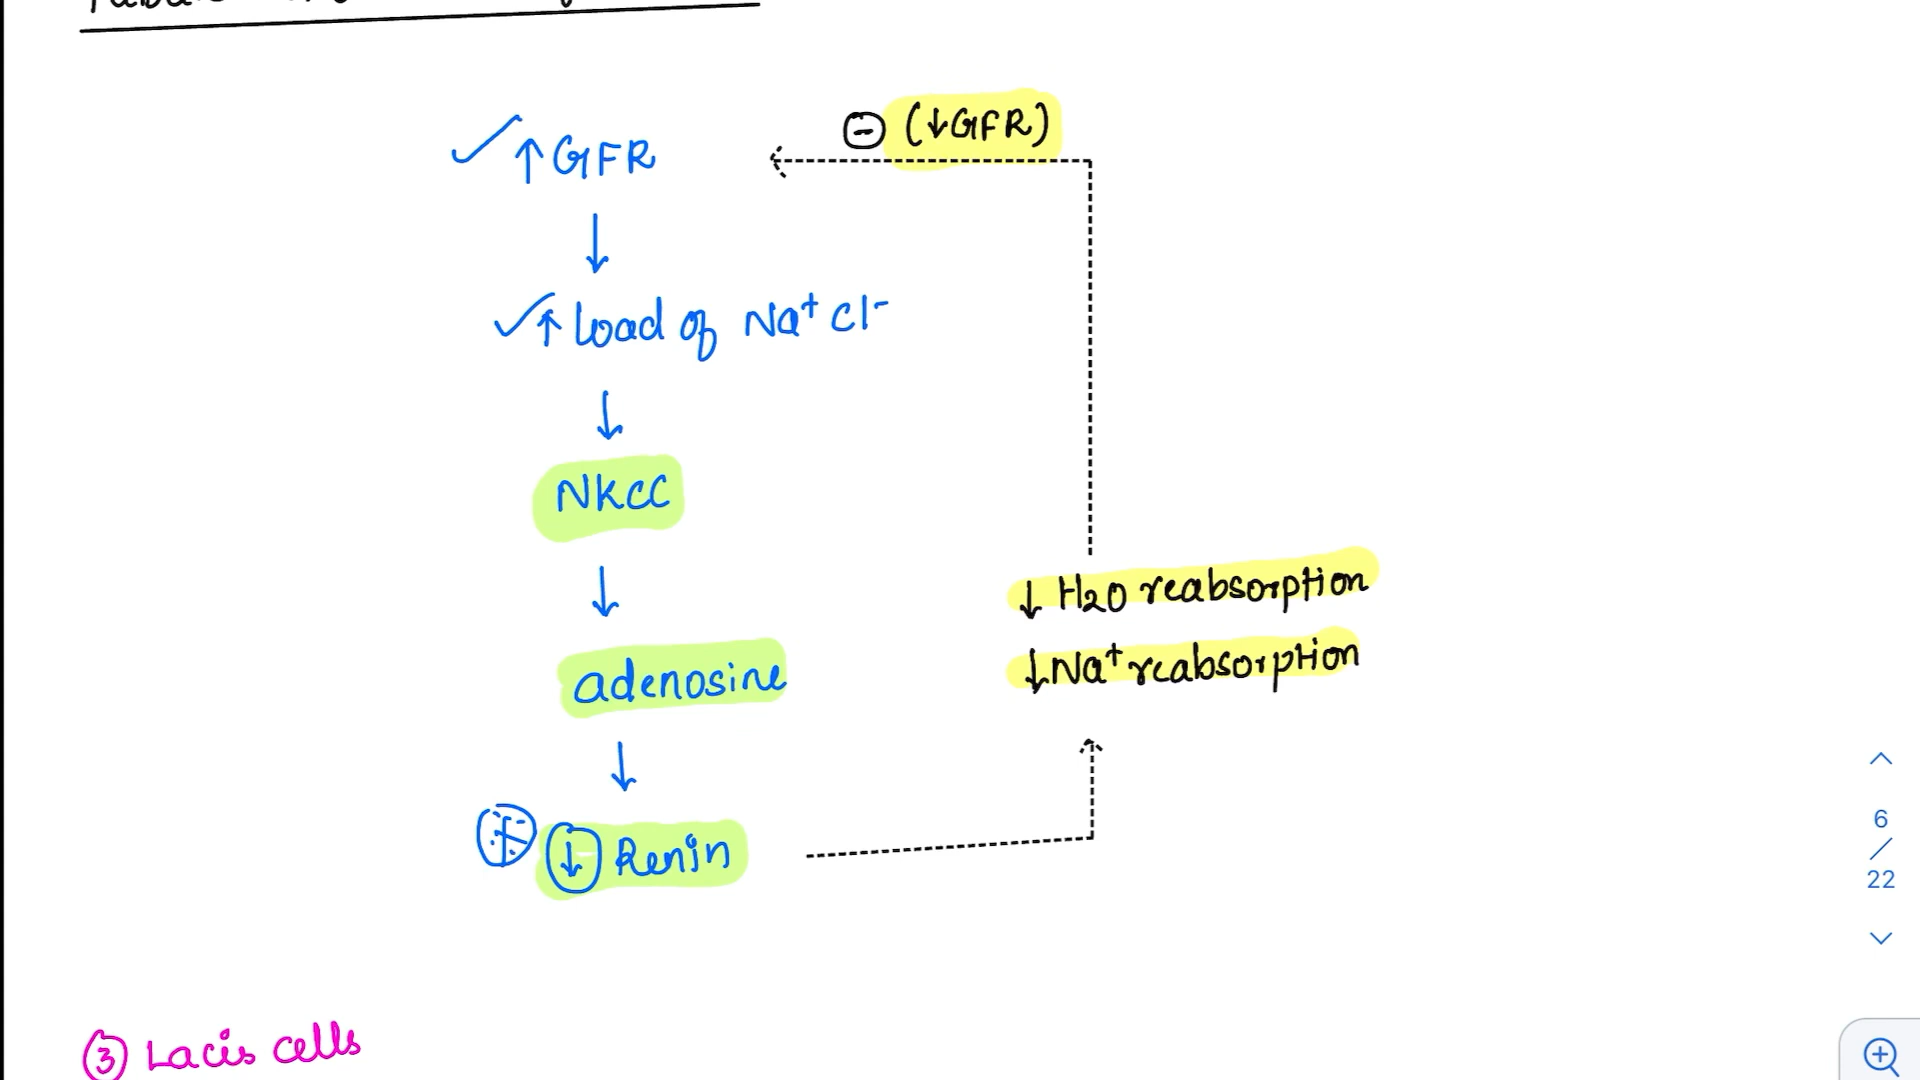 ✓ ↑ GFR
⊖ (↓GFR)
↓
✓ ↑ load of Na⁺ Cl⁻
↓
NKCC
↓
↓ H2O reabsorption
↓ Na⁺ reabsorption
adenosine
↓
↓ Renin
6
/
22
③ Lacis cells